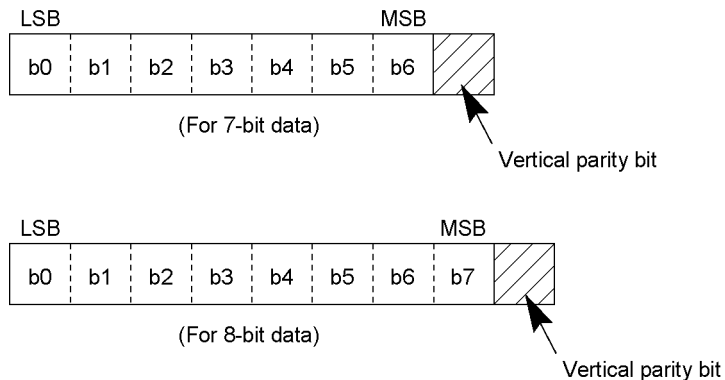 LSB MSB
b0 b1 b2 b3 b4 b5 b6
(For 7-bit data)
Vertical parity bit
LSB MSB
b0 b1 b2 b3 b4 b5 b6 b7
(For 8-bit data)
Vertical parity bit